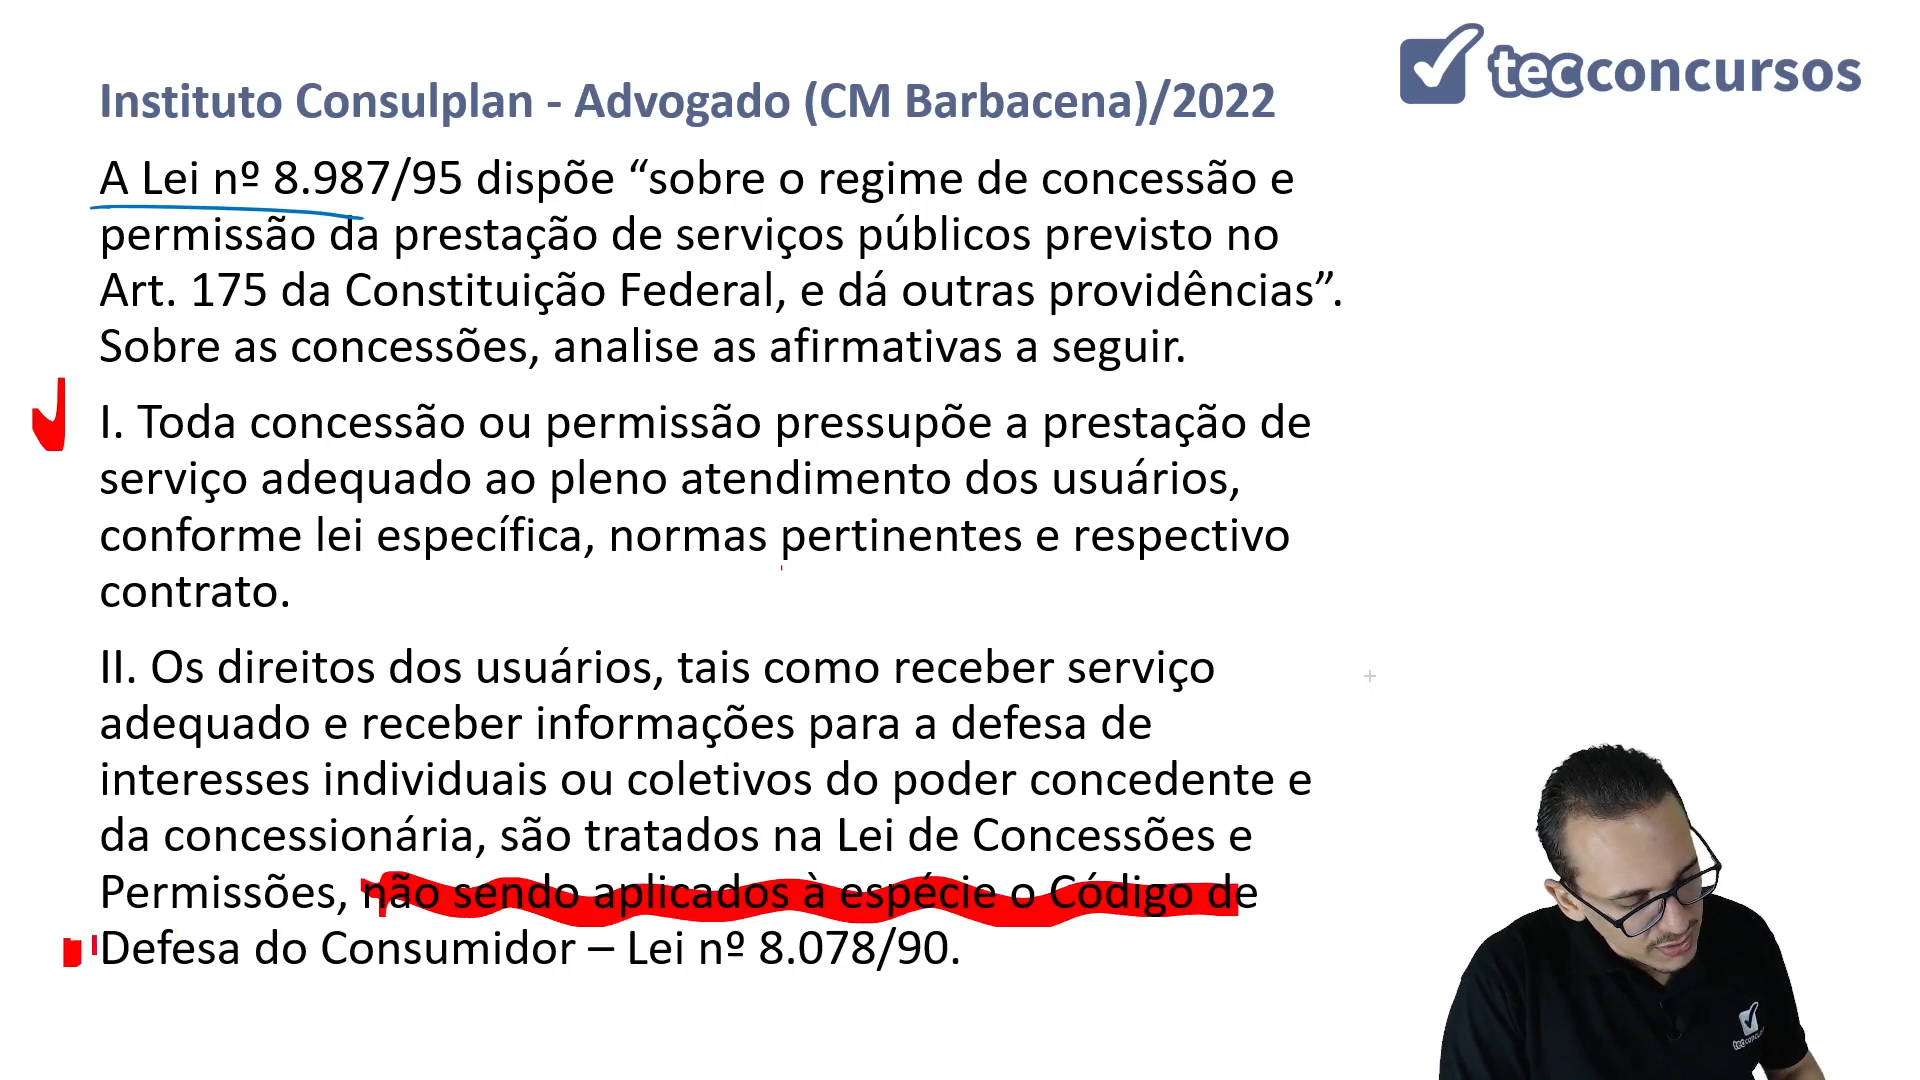 tecconcursos
Instituto Consulplan - Advogado (CM Barbacena)/2022
A Lei nº 8.987/95 dispõe “sobre o regime de concessão e
permissão da prestação de serviços públicos previsto no
Art. 175 da Constituição Federal, e dá outras providências”.
Sobre as concessões, analise as afirmativas a seguir.
I. Toda concessão ou permissão pressupõe a prestação de
serviço adequado ao pleno atendimento dos usuários,
conforme lei específica, normas pertinentes e respectivo
contrato.
II. Os direitos dos usuários, tais como receber serviço
adequado e receber informações para a defesa de
interesses individuais ou coletivos do poder concedente e
da concessionária, são tratados na Lei de Concessões e
Permissões, não sendo aplicados à espécie o Código de
Defesa do Consumidor – Lei nº 8.078/90.